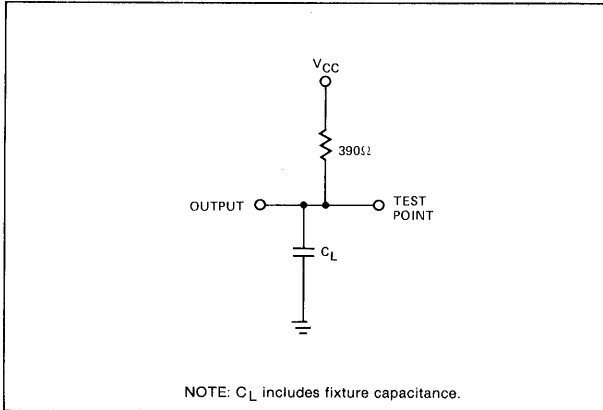 VCC
390Ω
OUTPUT
TEST
POINT
CL
NOTE: CL includes fixture capacitance.